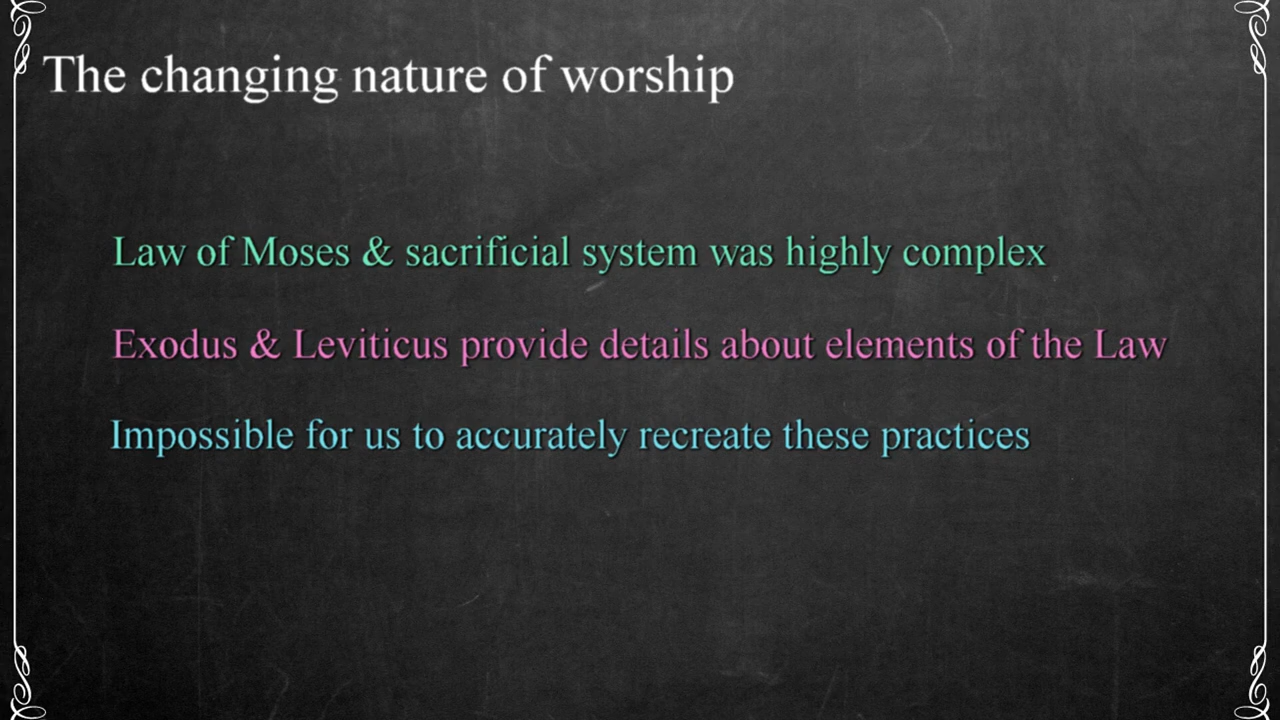 The changing nature of worship
Law of Moses & sacrificial system was highly complex
Exodus & Leviticus provide details about elements of the Law
Impossible for us to accurately recreate these practices